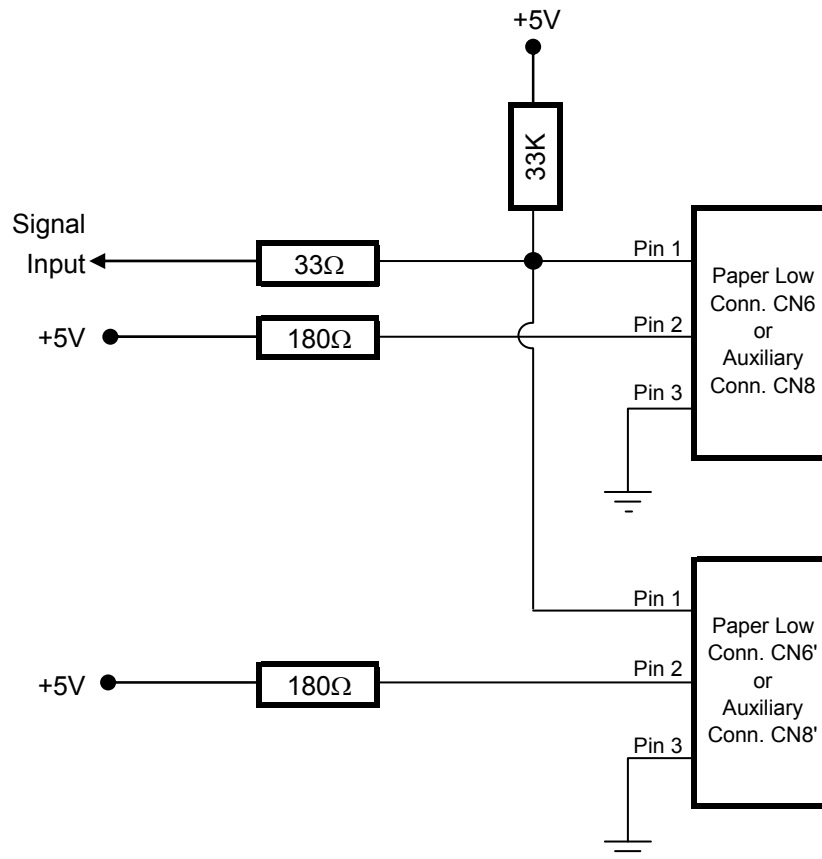 +5V
33K
Signal
Input
33Ω
Pin 1
+5V
180Ω
Pin 2
Pin 3
Paper Low
Conn. CN6
or
Auxiliary
Conn. CN8
Pin 1
+5V
180Ω
Pin 2
Pin 3
Paper Low
Conn. CN6'
or
Auxiliary
Conn. CN8'